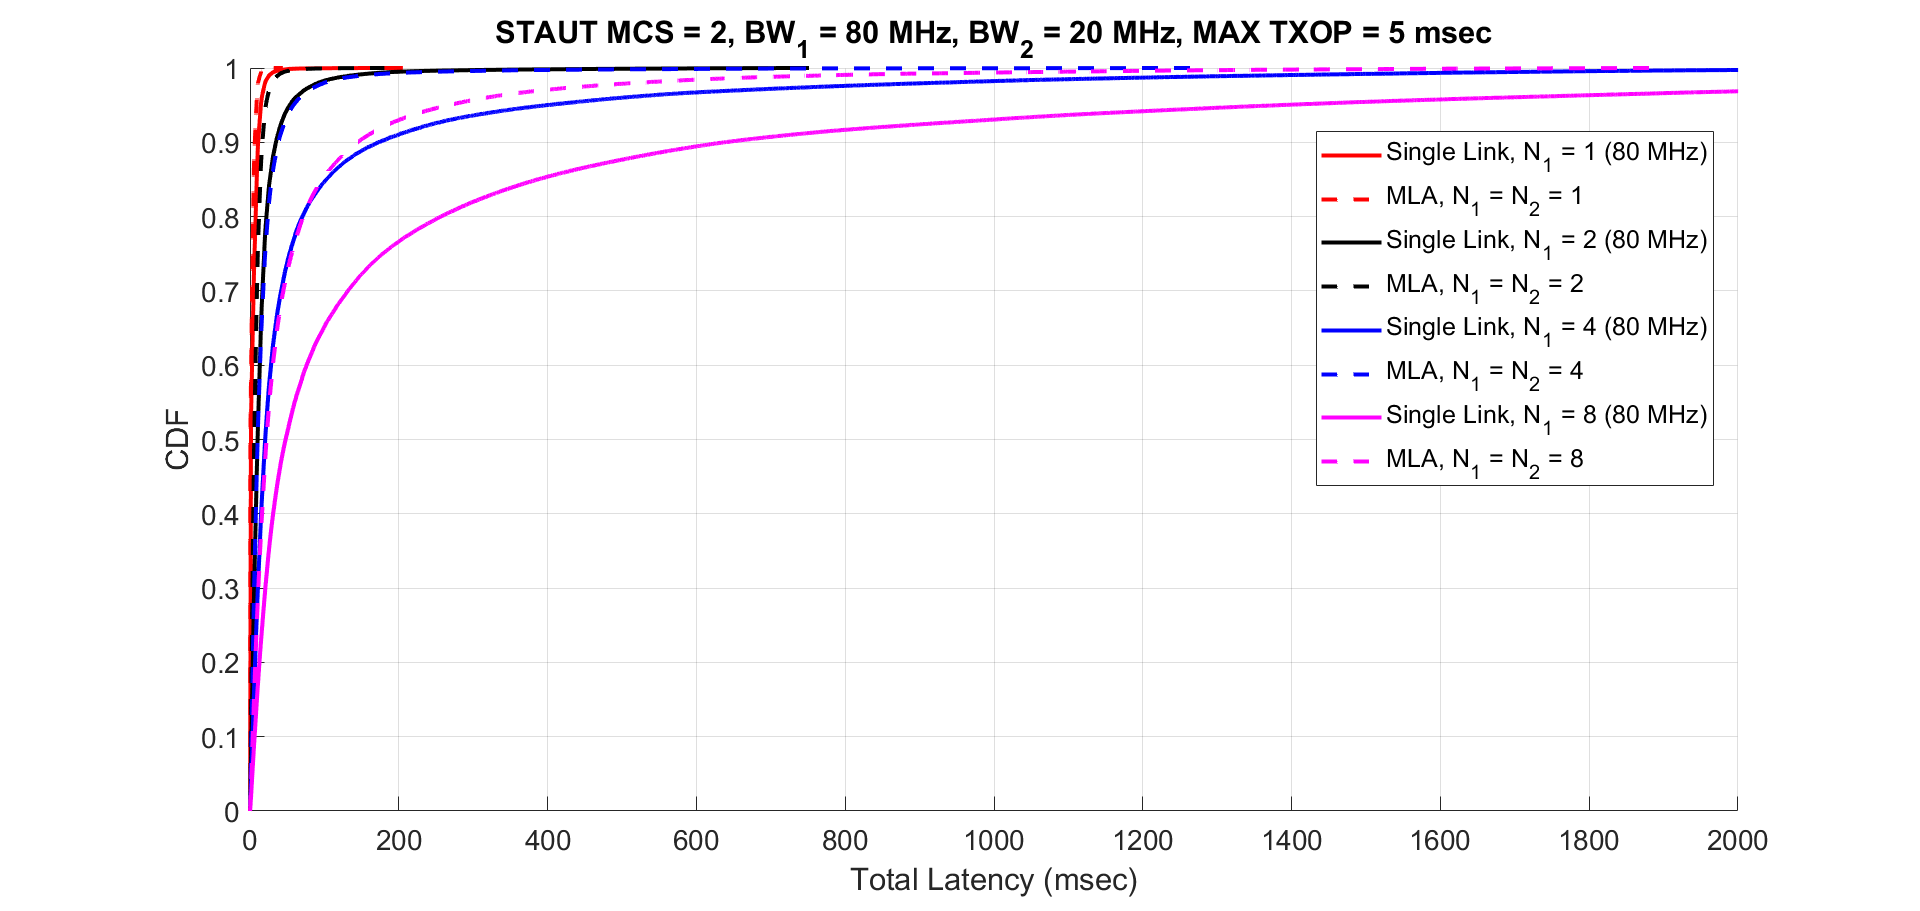 STAUT MCS = 2, BW₁ = 80 MHz, BW₂ = 20 MHz, MAX TXOP = 5 msec
1
0.9
0.8
0.7
0.6
0.5
0.4
0.3
0.2
0.1
0
CDF
Single Link, N₁ = 1 (80 MHz)
MLA, N₁ = N₂ = 1
Single Link, N₁ = 2 (80 MHz)
MLA, N₁ = N₂ = 2
Single Link, N₁ = 4 (80 MHz)
MLA, N₁ = N₂ = 4
Single Link, N₁ = 8 (80 MHz)
MLA, N₁ = N₂ = 8
0 200 400 600 800 1000 1200 1400 1600 1800 2000
Total Latency (msec)